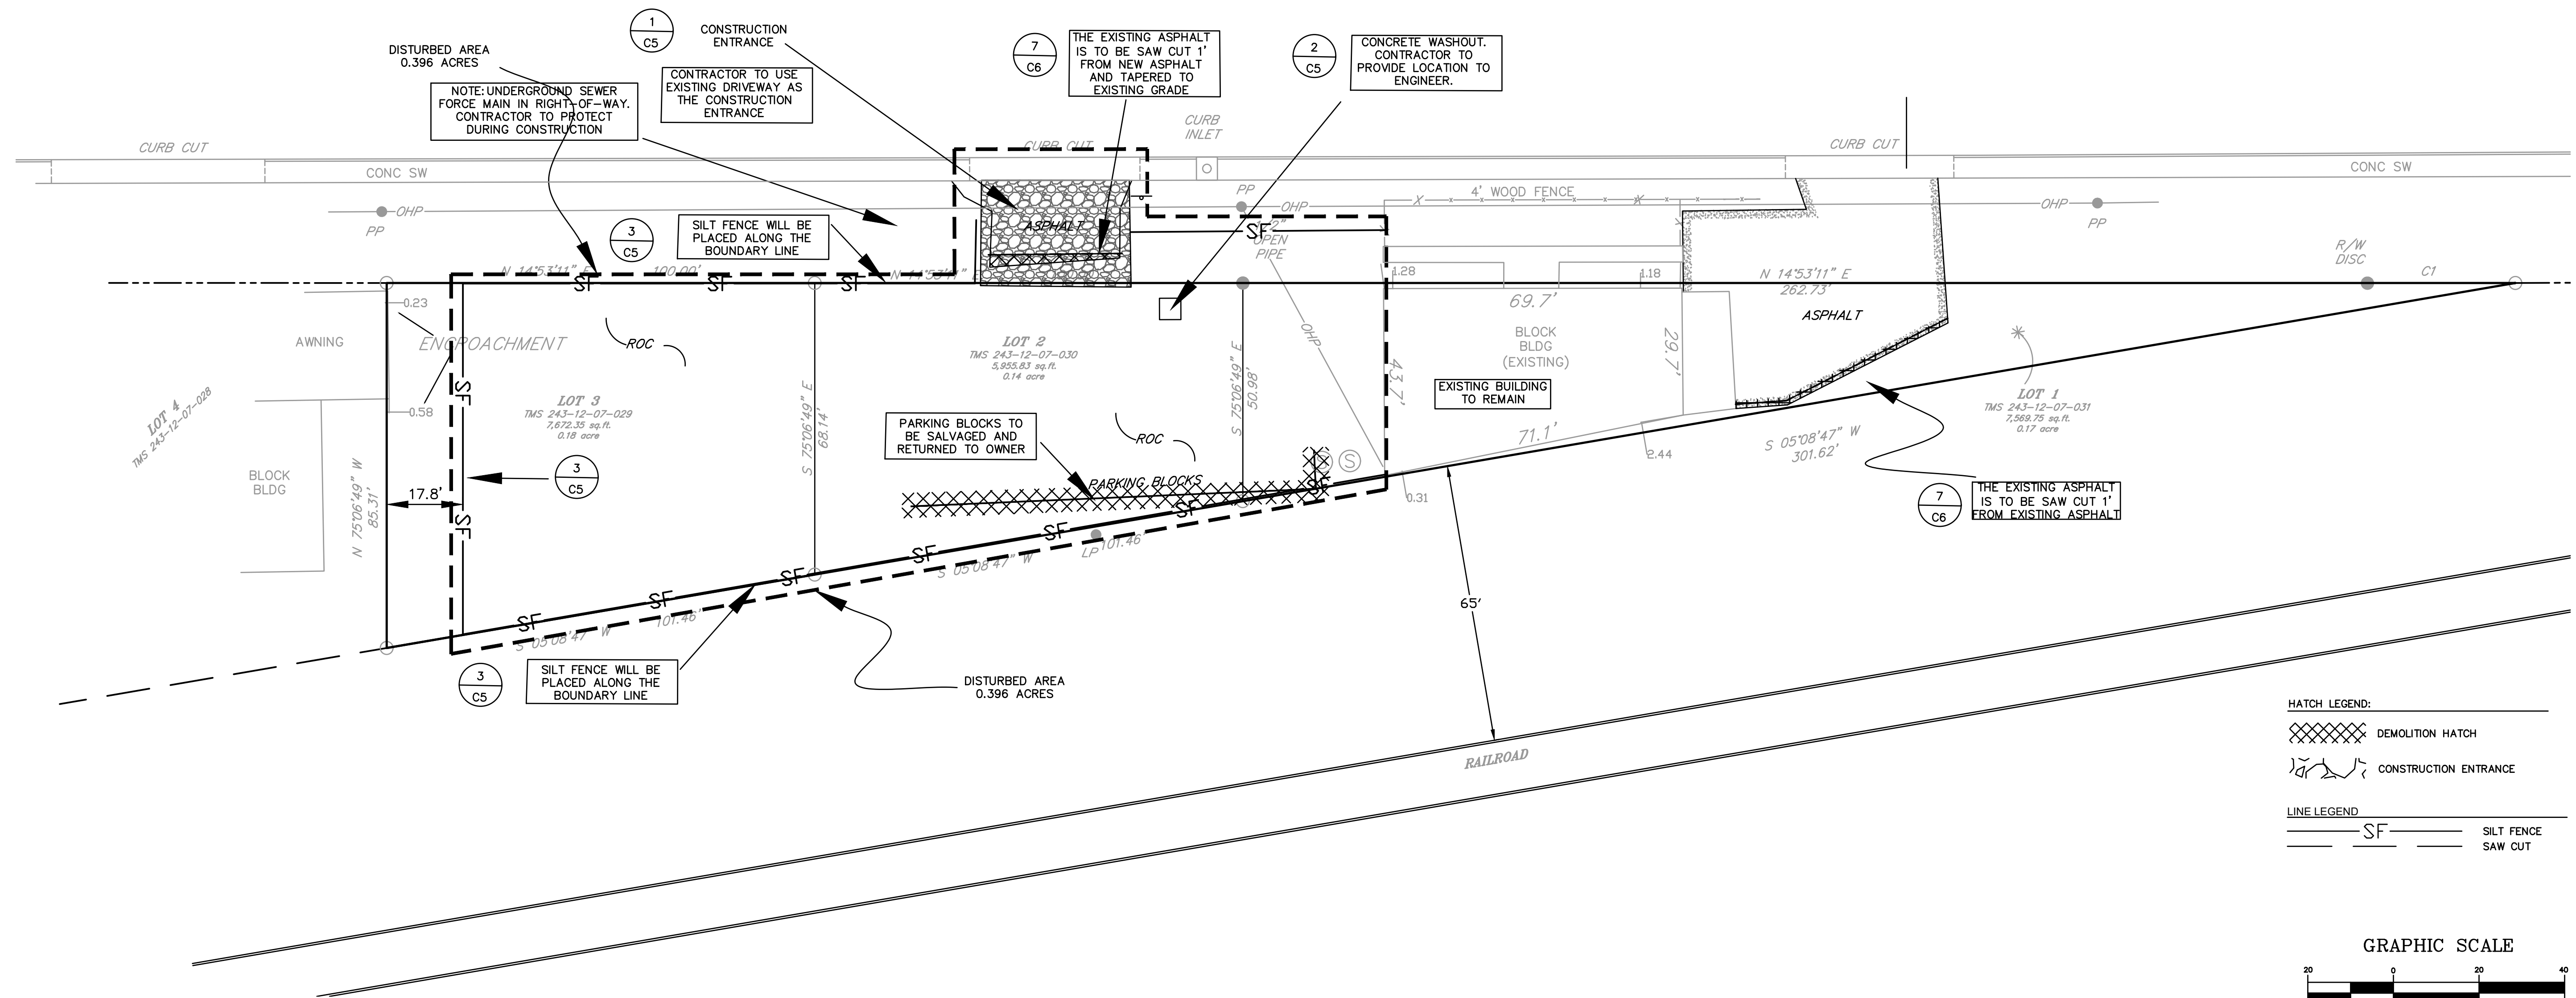 1
C5
CONSTRUCTION
ENTRANCE
DISTURBED AREA
0.396 ACRES
NOTE: UNDERGROUND SEWER
FORCE MAIN IN RIGHT-OF-WAY.
CONTRACTOR TO PROTECT
DURING CONSTRUCTION
CONTRACTOR TO USE
EXISTING DRIVEWAY AS
THE CONSTRUCTION
ENTRANCE
7
C6
THE EXISTING ASPHALT
IS TO BE SAW CUT 1'
FROM NEW ASPHALT
AND TAPERED TO
EXISTING GRADE
2
C5
CONCRETE WASHOUT.
CONTRACTOR TO
PROVIDE LOCATION TO
ENGINEER.
CURB CUT
CURB CUT
CURB
INLET
CURB CUT
CONC SW
CONC SW
OHP
PP
3
C5
SILT FENCE WILL BE
PLACED ALONG THE
BOUNDARY LINE
ASPHALT
PP
OHP
4' WOOD FENCE
X
X
OHP
PP
SF
OPEN
PIPE
R/W
DISC
C1
N 14°53'11" E
100.00'
N 14°53'11" E
SF
SF
SF
1.28
1.18
N 14°53'11" E
262.73'
69.7'
ASPHALT
0.23
AWNING
ENCROACHMENT
ROC
LOT 2
TMS 243-12-07-030
5,955.83 sq.ft.
0.14 acre
OHP
BLOCK
BLDG
(EXISTING)
29.7'
43.7'
EXISTING BUILDING
TO REMAIN
LOT 4
TMS 243-12-07-028
0.58
SF
LOT 3
TMS 243-12-07-029
7,672.35 sq.ft.
0.18 acre
S 75°06'49" E
68.14'
S 75°06'49" E
50.98'
LOT 1
TMS 243-12-07-031
7,569.75 sq.ft.
0.17 acre
PARKING BLOCKS TO
BE SALVAGED AND
RETURNED TO OWNER
ROC
71.1'
2.44
S 05°08'47" W
301.62'
BLOCK
BLDG
N 75°06'49" W
85.31'
17.8'
3
C5
PARKING BLOCKS
S
S
SF
0.31
7
C6
THE EXISTING ASPHALT
IS TO BE SAW CUT 1'
FROM EXISTING ASPHALT
SF
SF
SF
SF
LP
101.46'
S 05°08'47" W
SF
SF
SF
101.46'
S 05°08'47" W
65'
3
C5
SILT FENCE WILL BE
PLACED ALONG THE
BOUNDARY LINE
DISTURBED AREA
0.396 ACRES
RAILROAD
HATCH LEGEND:
DEMOLITION HATCH
CONSTRUCTION ENTRANCE
LINE LEGEND
SF
SILT FENCE
SAW CUT
GRAPHIC SCALE
20 0 20 40